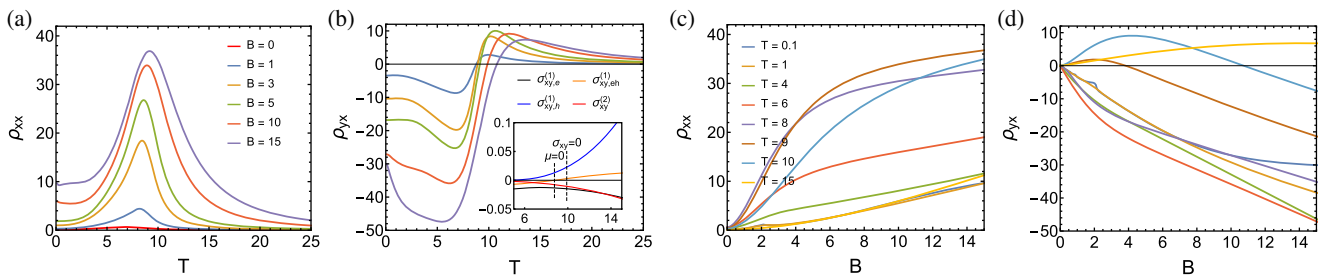 (a)
ρxx
40
30
20
10
0
0 5 10 15 20 25
T
B = 0
B = 1
B = 3
B = 5
B = 10
B = 15
(b)
ρyx
10
0
-10
-20
-30
-40
-50
0 5 10 15 20 25
T
σ(1)xy,e
σ(1)xy,eh
σ(1)xy,h
σ(2)xy
0.1
0.05
0
-0.05
6 10 14
σxy=0
μ=0
(c)
ρxx
40
30
20
10
0
0 2 4 6 8 10 12 14
B
T = 0.1
T = 1
T = 4
T = 6
T = 8
T = 9
T = 10
T = 15
(d)
ρyx
10
0
-10
-20
-30
-40
-50
0 2 4 6 8 10 12 14
B